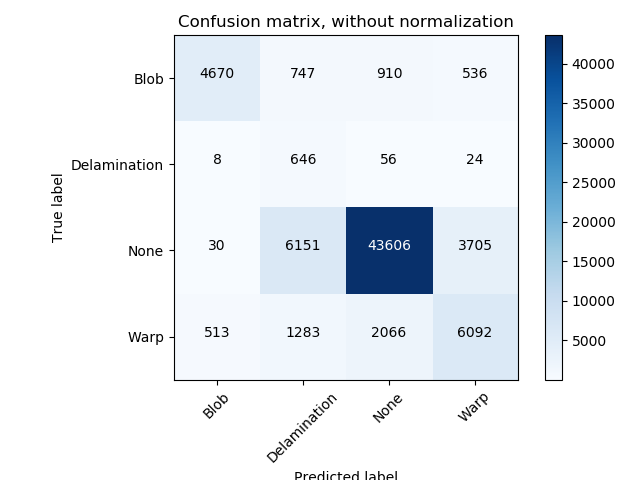 Confusion matrix, without normalization
Blob 4670 747 910 536
Delamination 8 646 56 24
None 30 6151 43606 3705
Warp 513 1283 2066 6092
True label
Blob Delamination None Warp
Predicted label
40000
35000
30000
25000
20000
15000
10000
5000